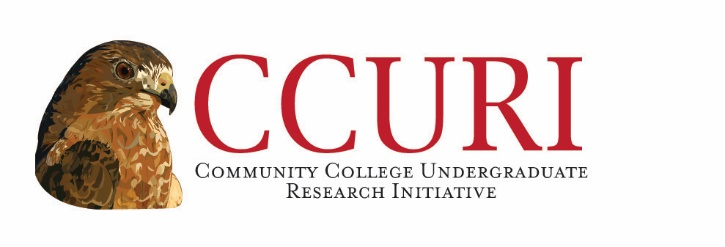 CCURI
Community College Undergraduate
Research Initiative